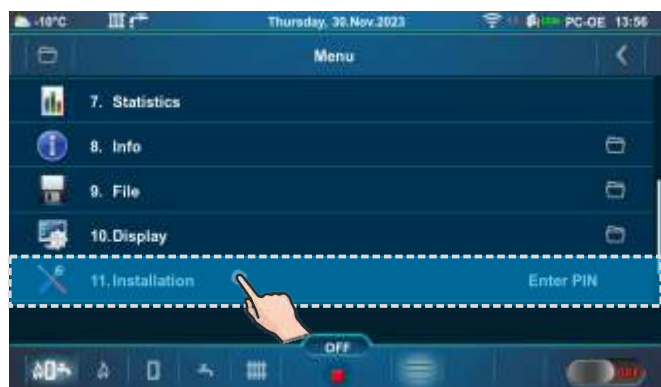 -10°C Thursday, 30.Nov.2023 PC-OE 13:56
Menu
7. Statistics
8. Info
9. File
10. Display
11. Installation Enter PIN
OFF
OFF